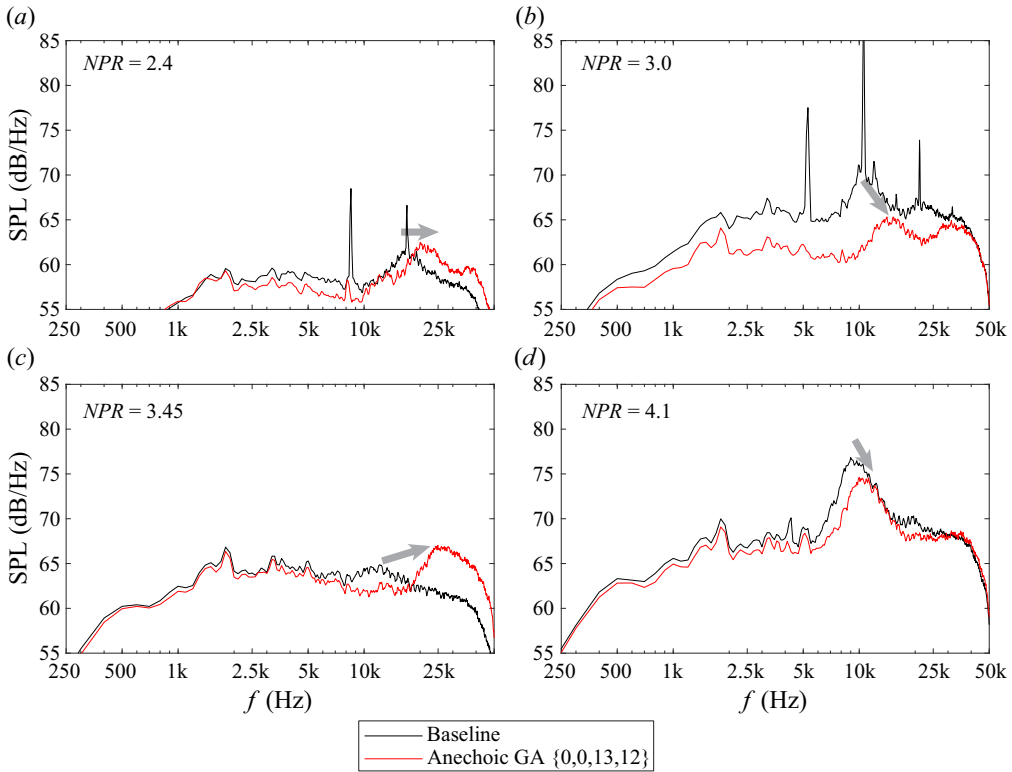 (a)
(b)
SPL (dB/Hz)
85
80
75
70
65
60
55
NPR = 2.4
250 500 1k 2.5k 5k 10k 25k
85
80
75
70
65
60
55
NPR = 3.0
250 500 1k 2.5k 5k 10k 25k 50k
(c)
(d)
SPL (dB/Hz)
85
80
75
70
65
60
55
NPR = 3.45
250 500 1k 2.5k 5k 10k 25k
f (Hz)
85
80
75
70
65
60
55
NPR = 4.1
250 500 1k 2.5k 5k 10k 25k 50k
f (Hz)
Baseline
Anechoic GA {0,0,13,12}